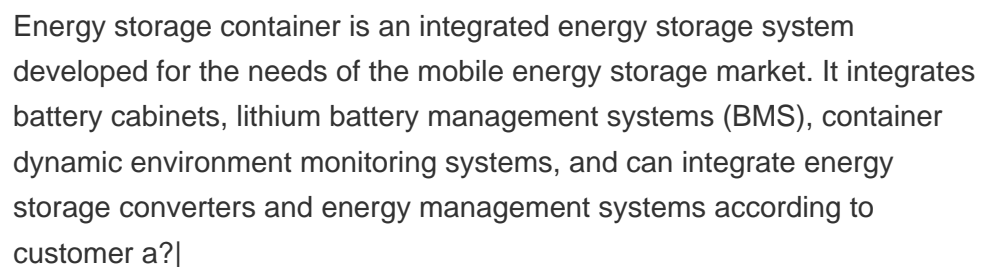 Energy storage container is an integrated energy storage system
developed for the needs of the mobile energy storage market. It integrates
battery cabinets, lithium battery management systems (BMS), container
dynamic environment monitoring systems, and can integrate energy
storage converters and energy management systems according to
customer a?|